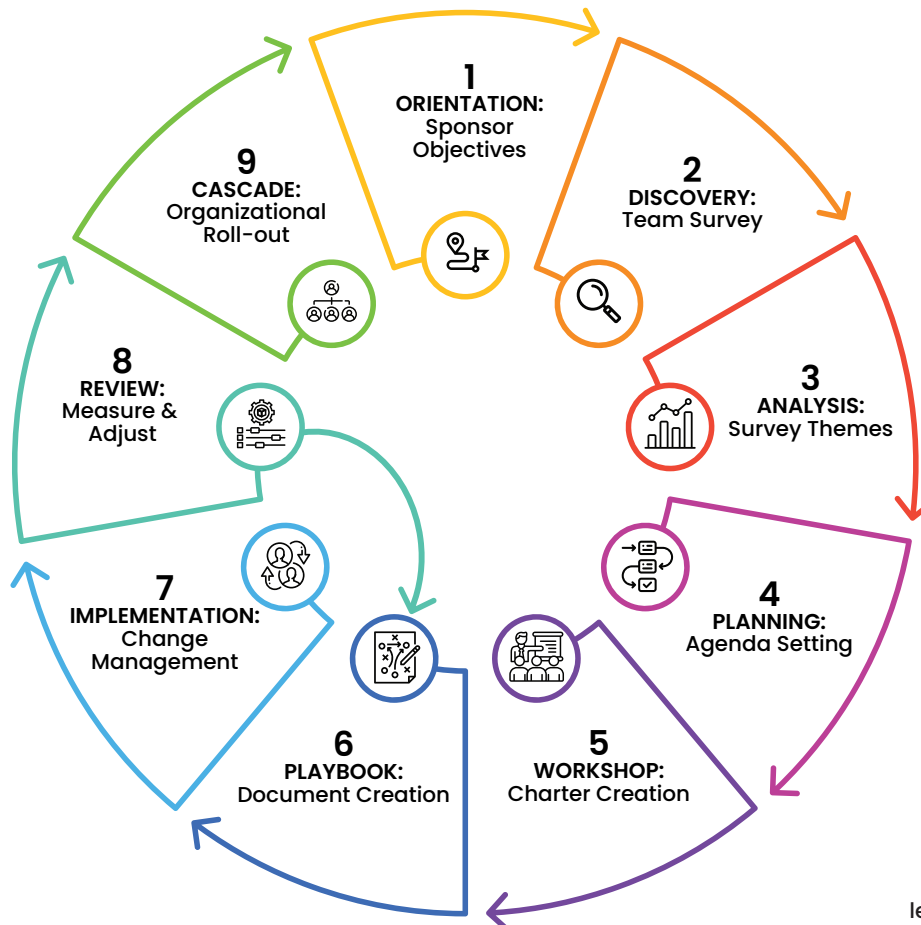 1
ORIENTATION:
Sponsor
Objectives
2
DISCOVERY:
Team Survey
3
ANALYSIS:
Survey Themes
4
PLANNING:
Agenda Setting
5
WORKSHOP:
Charter Creation
6
PLAYBOOK:
Document Creation
7
IMPLEMENTATION:
Change
Management
8
REVIEW:
Measure &
Adjust
9
CASCADE:
Organizational
Roll-out
le